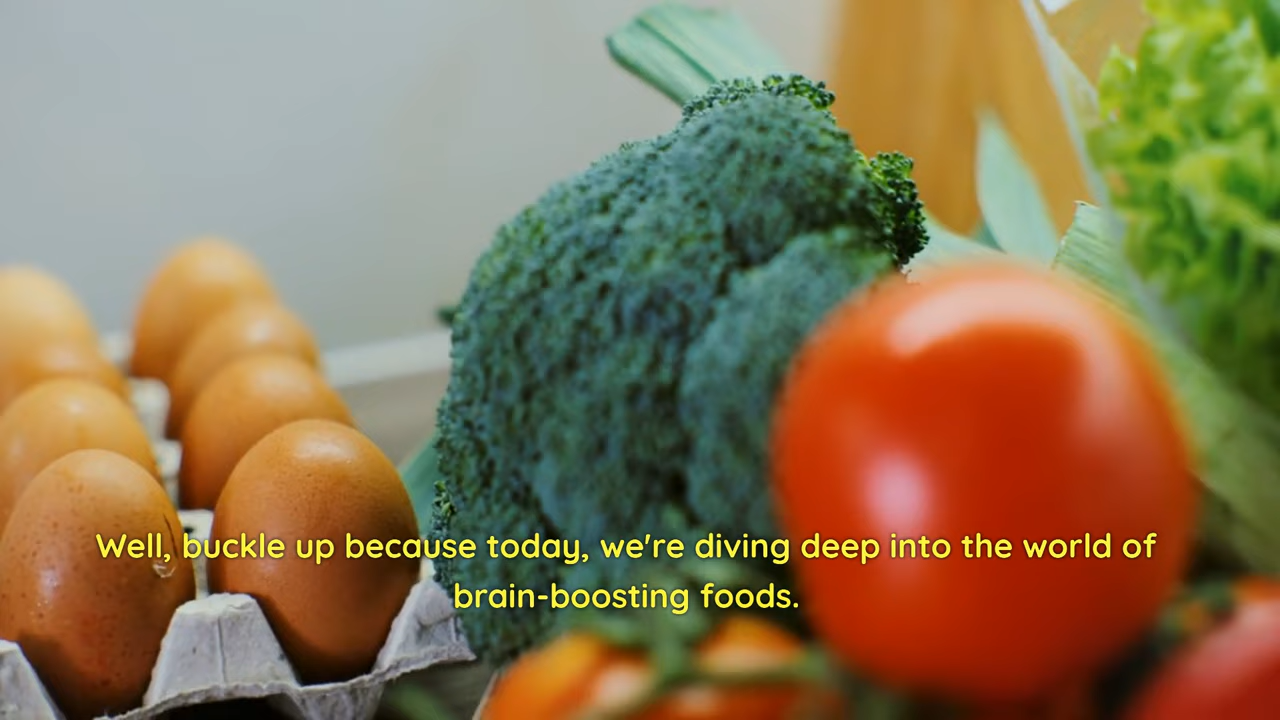 Well, buckle up because today, we're diving deep into the world of
brain-boosting foods.